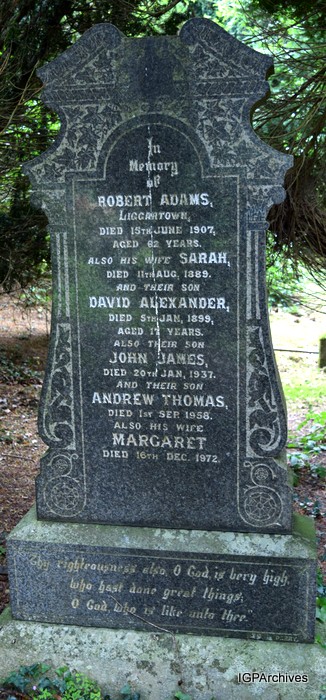 In
Memory
of
ROBERT ADAMS,
LIGGARTOWN,
DIED 15TH JUNE 1907,
AGED 62 YEARS.
ALSO HIS WIFE SARAH,
DIED 11TH AUG. 1889.
AND THEIR SON
DAVID ALEXANDER,
DIED 5TH JAN. 1899,
AGED 17 YEARS.
ALSO THEIR SON
JOHN JAMES,
DIED 20TH JAN. 1937.
AND THEIR SON
ANDREW THOMAS,
DIED 1ST SEP. 1958.
ALSO HIS WIFE
MARGARET
DIED 16TH DEC. 1972.
"Thy righteousness also, O God, is very high,
who hast done great things;
O God, who is like unto thee."
IGPArchives